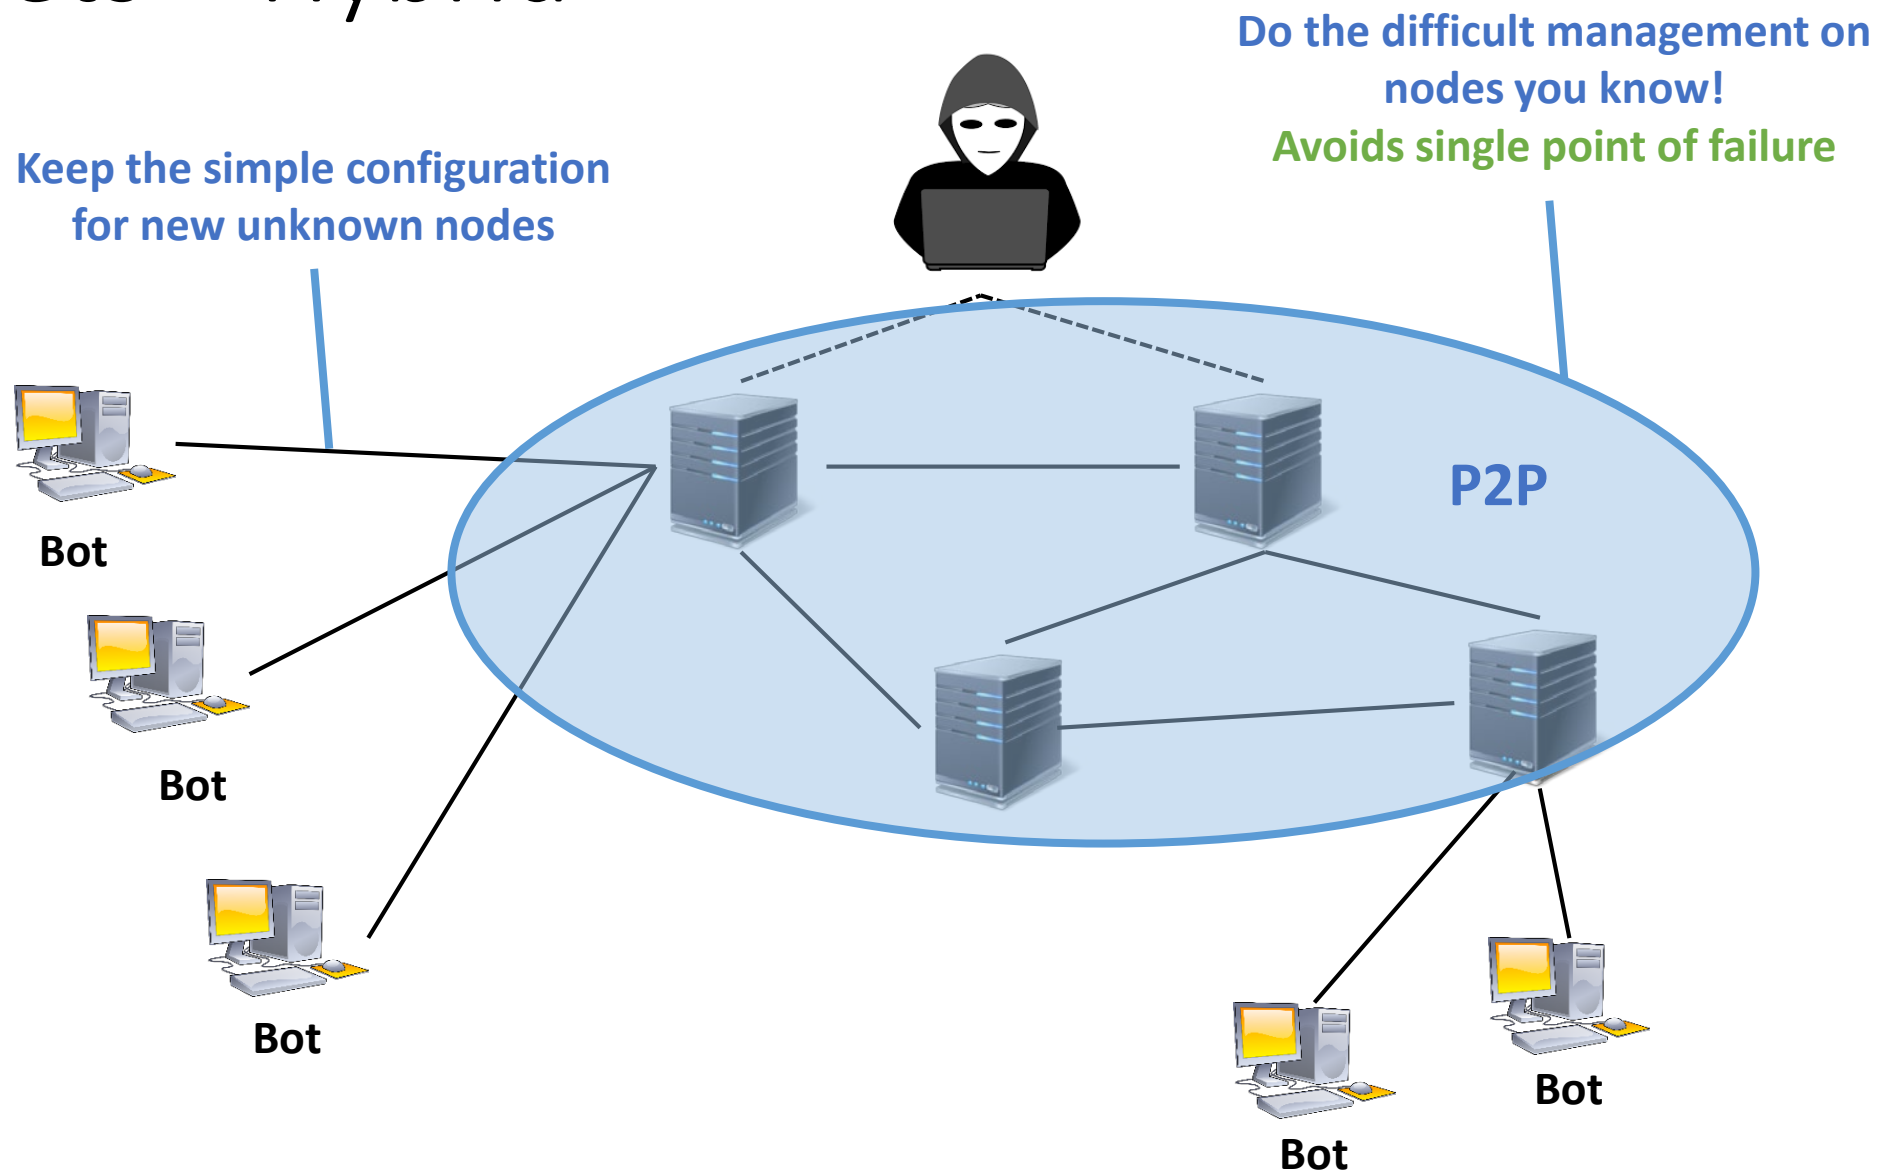 Hybrid
Do the difficult management on
nodes you know!
Avoids single point of failure
Keep the simple configuration
for new unknown nodes
P2P
Bot
Bot
Bot
Bot
Bot